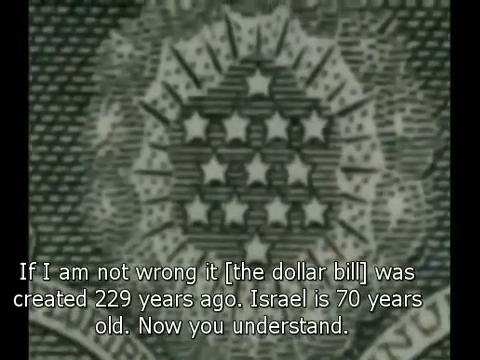 If I am not wrong it [the dollar bill] was
created 229 years ago. Israel is 70 years
old. Now you understand.